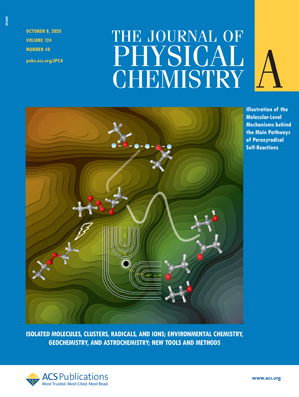 OCTOBER 8, 2020
VOLUME 124
NUMBER 40
pubs.acs.org/JPCA
THE JOURNAL OF
PHYSICAL
CHEMISTRY
A
Illustration of the
Molecular-Level
Mechanisms behind
the Main Pathways
of Peroxyradical
Self-Reactions
ISOLATED MOLECULES, CLUSTERS, RADICALS, AND IONS; ENVIRONMENTAL CHEMISTRY,
GEOCHEMISTRY, AND ASTROCHEMISTRY; NEW TOOLS AND METHODS
ACS Publications
Most Trusted. Most Cited. Most Read.
www.acs.org